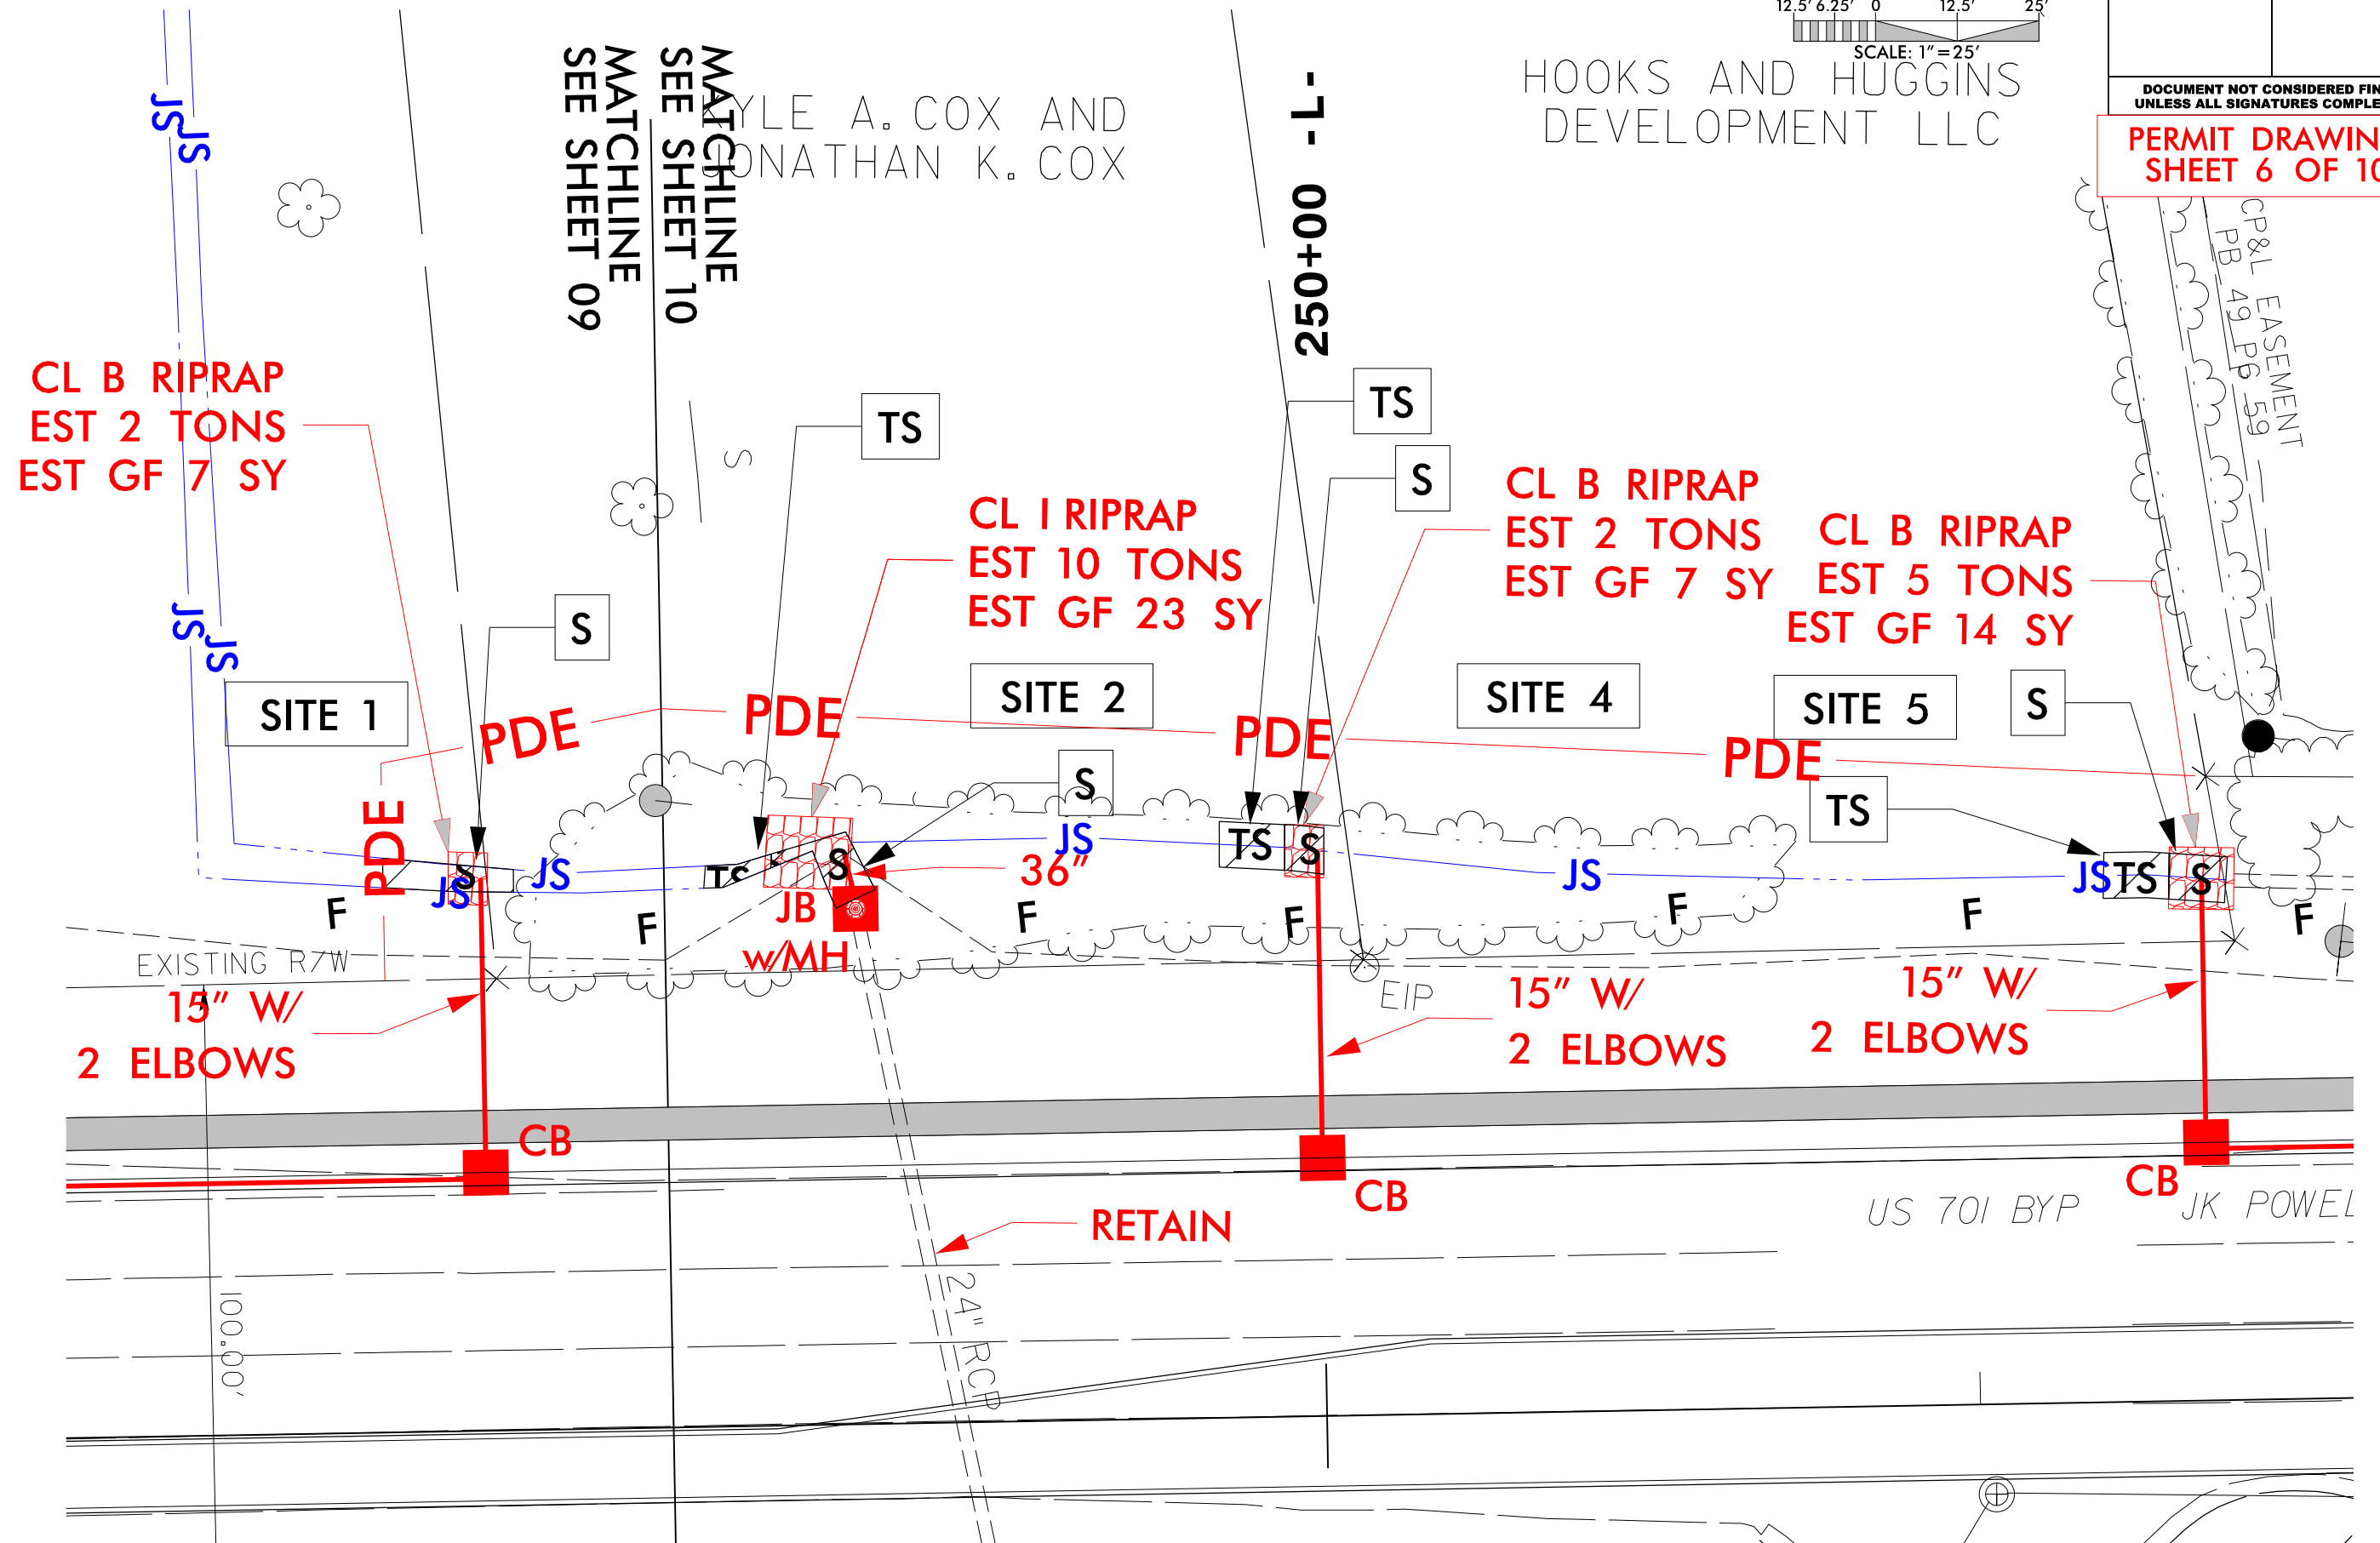 12.5' 6.25' 0 12.5' 25'
SCALE: 1"=25'
DOCUMENT NOT CONSIDERED
UNLESS ALL SIGNATURES
PERMIT
SHEET 6 OF
HOOKS AND HUGGINS
DEVELOPMENT LLC
KYLE A. COX AND
JONATHAN K. COX
MATCHLINE
SEE SHEET 09
MATCHLINE
SEE SHEET 10
250+00 -L-
CP&L EASEMENT
PB 49 PG 59
JS
JS
JS
JS
S
CL B RIPRAP
EST 2 TONS
EST GF 7 SY
TS
TS
S
S
CL I RIPRAP
EST 10 TONS
EST GF 23 SY
CL B RIPRAP
EST 2 TONS
EST GF 7 SY
CL B RIPRAP
EST 5 TONS
EST GF 14 SY
SITE 1
SITE 2
SITE 4
SITE 5
S
PDE
PDE
PDE
PDE
PDE
S
TS
S
JS
JS
TS
S
JS
TS
S
JS
JS
TS
S
36"
JB
w/MH
F
F
F
F
F
F
F
EXISTING R/W
EIP
15" W/
2 ELBOWS
15" W/
2 ELBOWS
15" W/
2 ELBOWS
CB
CB
CB
RETAIN
US 701 BYP
JK
24" RCP
100.00'